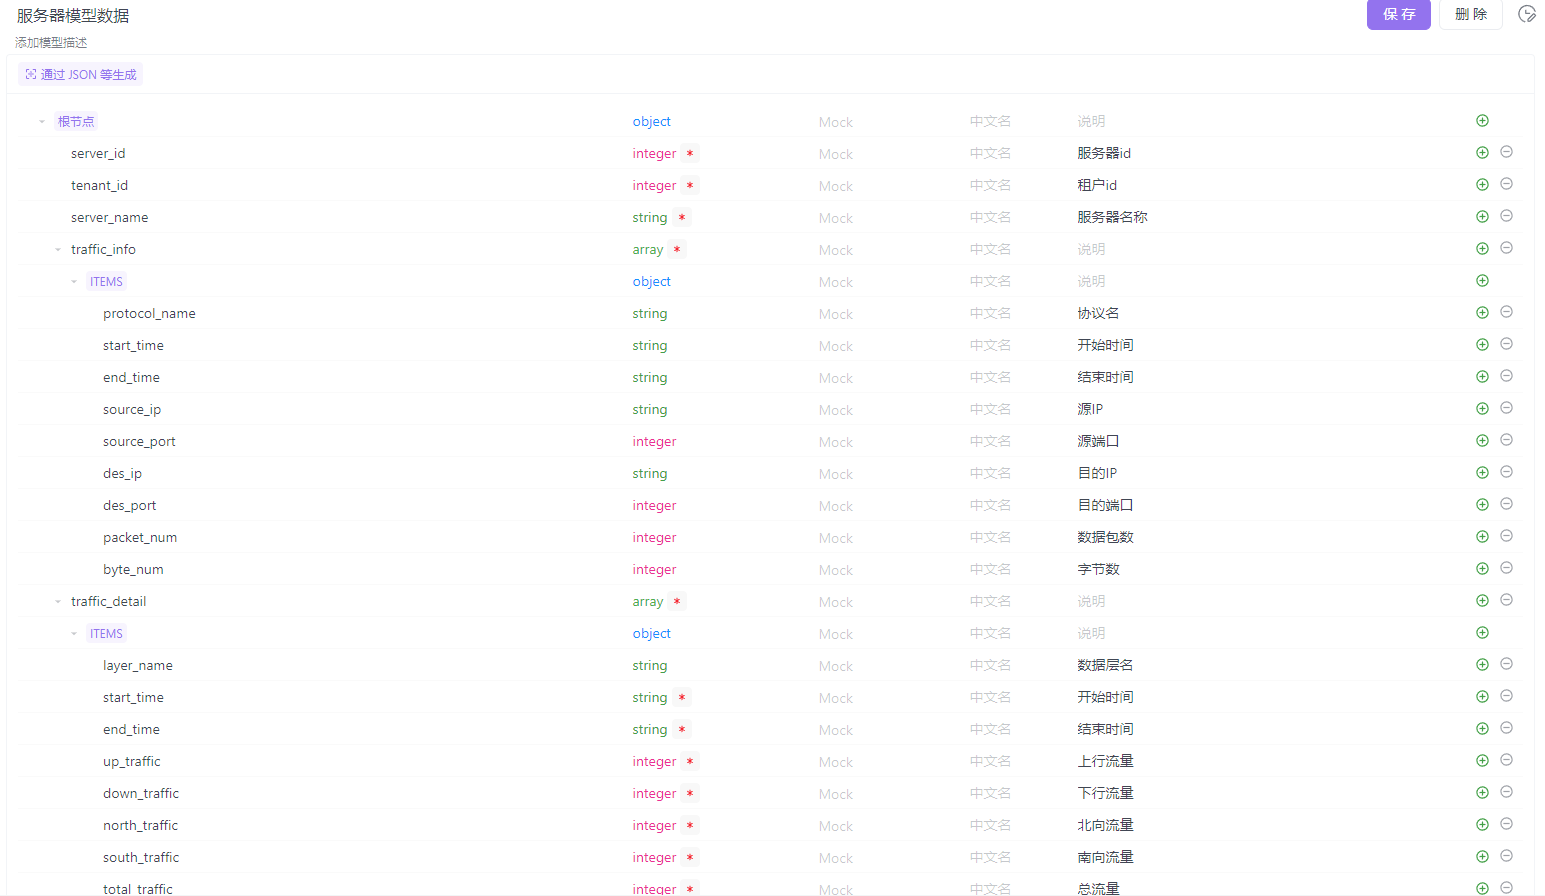 服务器模型数据
保 存 删 除
添加模型描述
通过 JSON 等生成
根节点 object Mock 中文名 说明
server_id integer * Mock 中文名 服务器id
tenant_id integer * Mock 中文名 租户id
server_name string * Mock 中文名 服务器名称
traffic_info array * Mock 中文名 说明
ITEMS object Mock 中文名 说明
protocol_name string Mock 中文名 协议名
start_time string Mock 中文名 开始时间
end_time string Mock 中文名 结束时间
source_ip string Mock 中文名 源IP
source_port integer Mock 中文名 源端口
des_ip string Mock 中文名 目的IP
des_port integer Mock 中文名 目的端口
packet_num integer Mock 中文名 数据包数
byte_num integer Mock 中文名 字节数
traffic_detail array * Mock 中文名 说明
ITEMS object Mock 中文名 说明
layer_name string Mock 中文名 数据层名
start_time string * Mock 中文名 开始时间
end_time string * Mock 中文名 结束时间
up_traffic integer * Mock 中文名 上行流量
down_traffic integer * Mock 中文名 下行流量
north_traffic integer * Mock 中文名 北向流量
south_traffic integer * Mock 中文名 南向流量
total_traffic integer * Mock 中文名 总流量